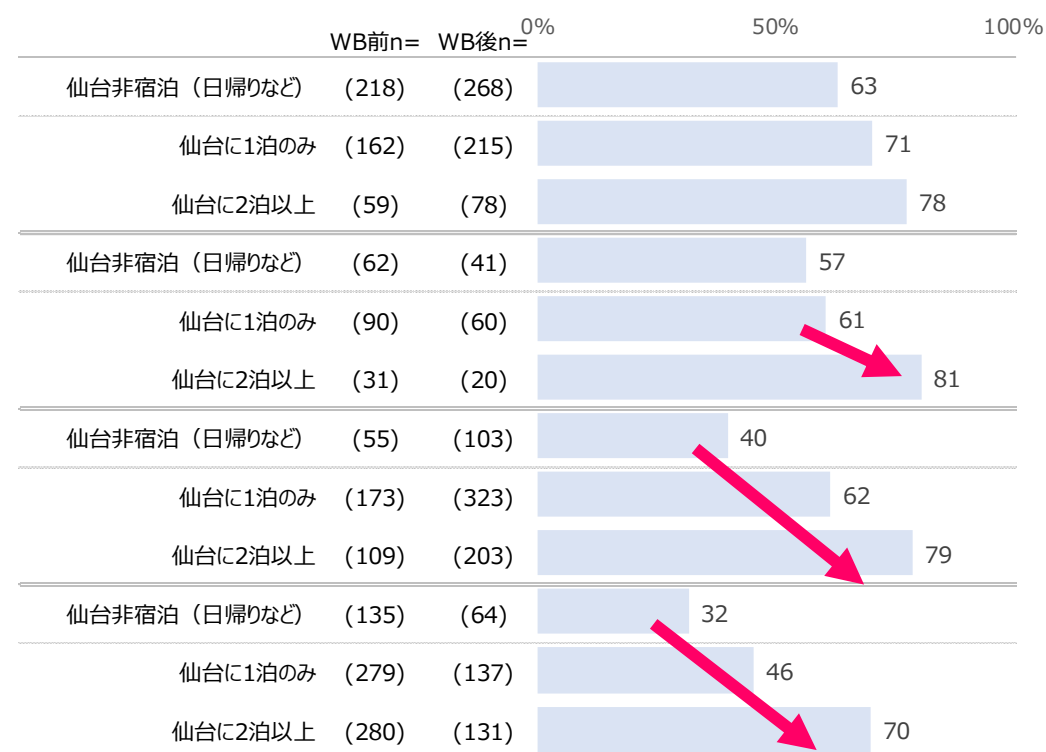 0% 50% 100%
WB前n= WB後n=
仙台非宿泊（日帰りなど） (218) (268) 63
仙台に1泊のみ (162) (215) 71
仙台に2泊以上 (59) (78) 78
仙台非宿泊（日帰りなど） (62) (41) 57
仙台に1泊のみ (90) (60) 61
仙台に2泊以上 (31) (20) 81
仙台非宿泊（日帰りなど） (55) (103) 40
仙台に1泊のみ (173) (323) 62
仙台に2泊以上 (109) (203) 79
仙台非宿泊（日帰りなど） (135) (64) 32
仙台に1泊のみ (279) (137) 46
仙台に2泊以上 (280) (131) 70